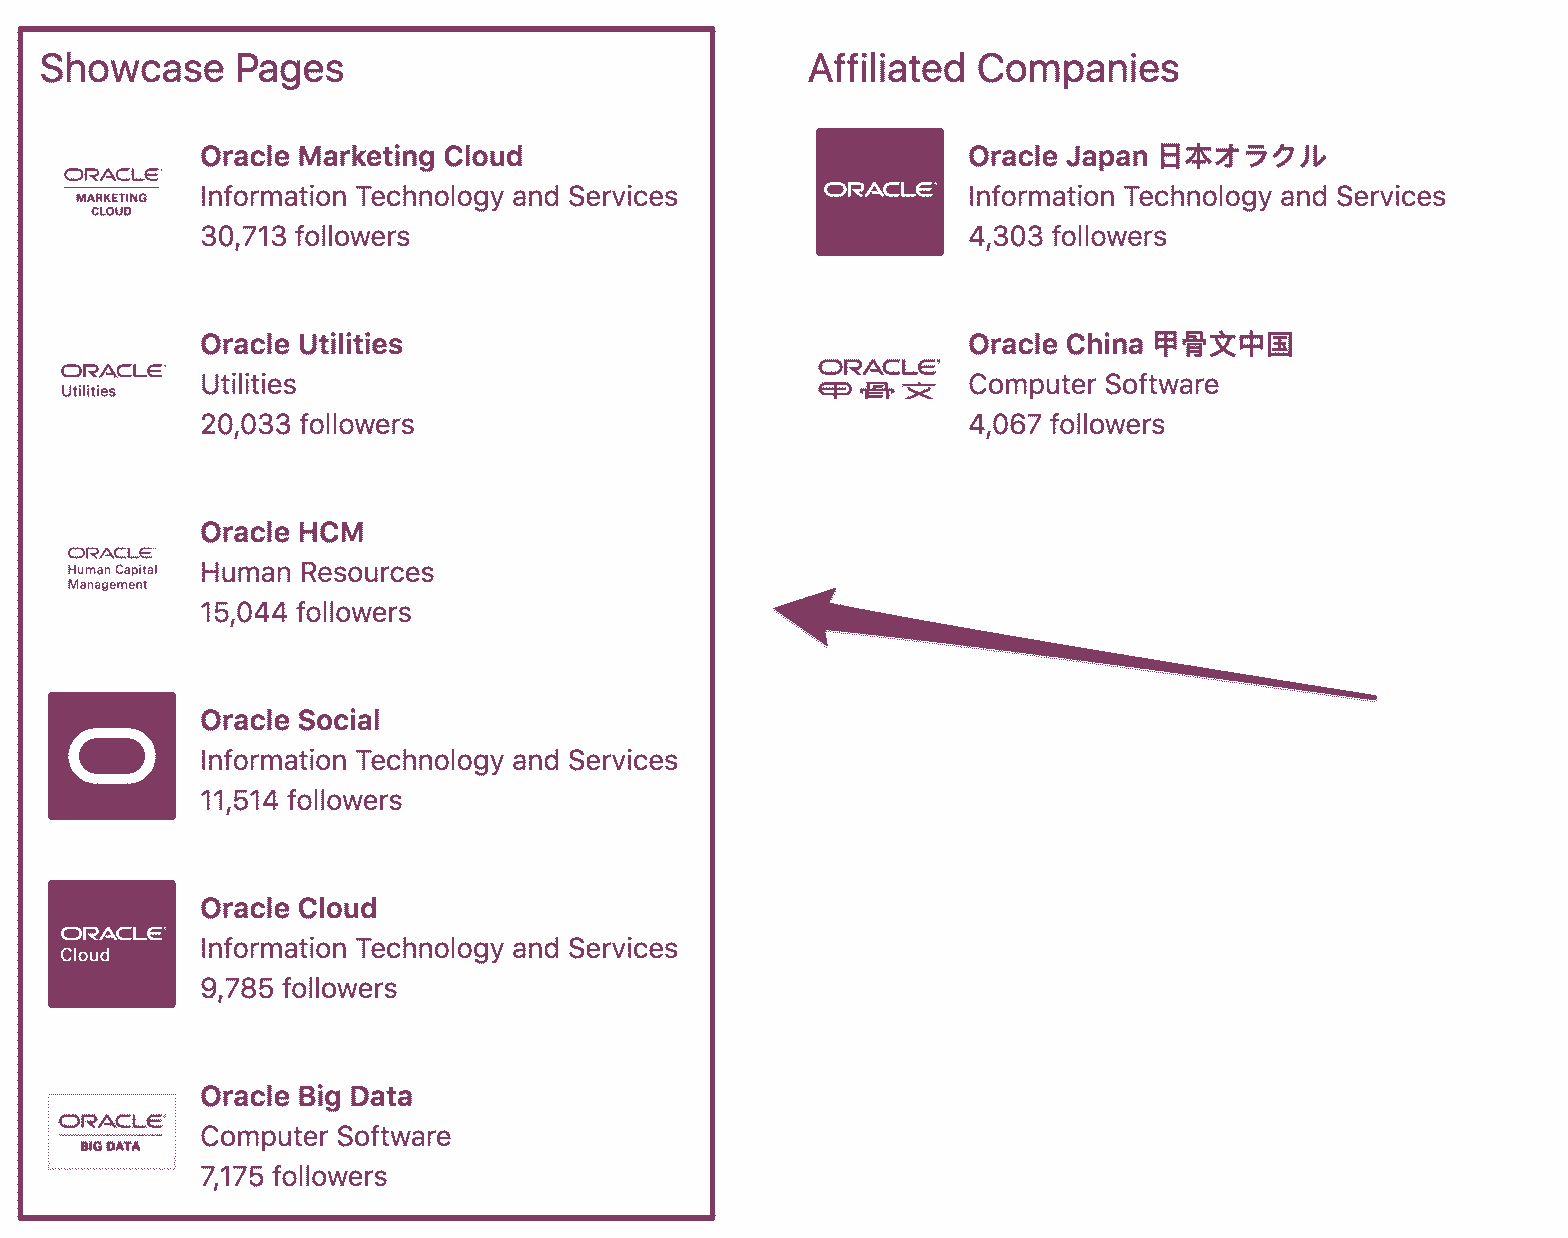 Showcase Pages
ORACLE
MARKETING
CLOUD
Oracle Marketing Cloud
Information Technology and Services
30,713 followers
ORACLE
Utilities
Oracle Utilities
Utilities
20,033 followers
ORACLE
Human Capital
Management
Oracle HCM
Human Resources
15,044 followers
Oracle Social
Information Technology and Services
11,514 followers
ORACLE
Cloud
Oracle Cloud
Information Technology and Services
9,785 followers
ORACLE
BIG DATA
Oracle Big Data
Computer Software
7,175 followers
Affiliated Companies
ORACLE
Oracle Japan 日本オラクル
Information Technology and Services
4,303 followers
ORACLE
甲骨文
Oracle China 甲骨文中国
Computer Software
4,067 followers